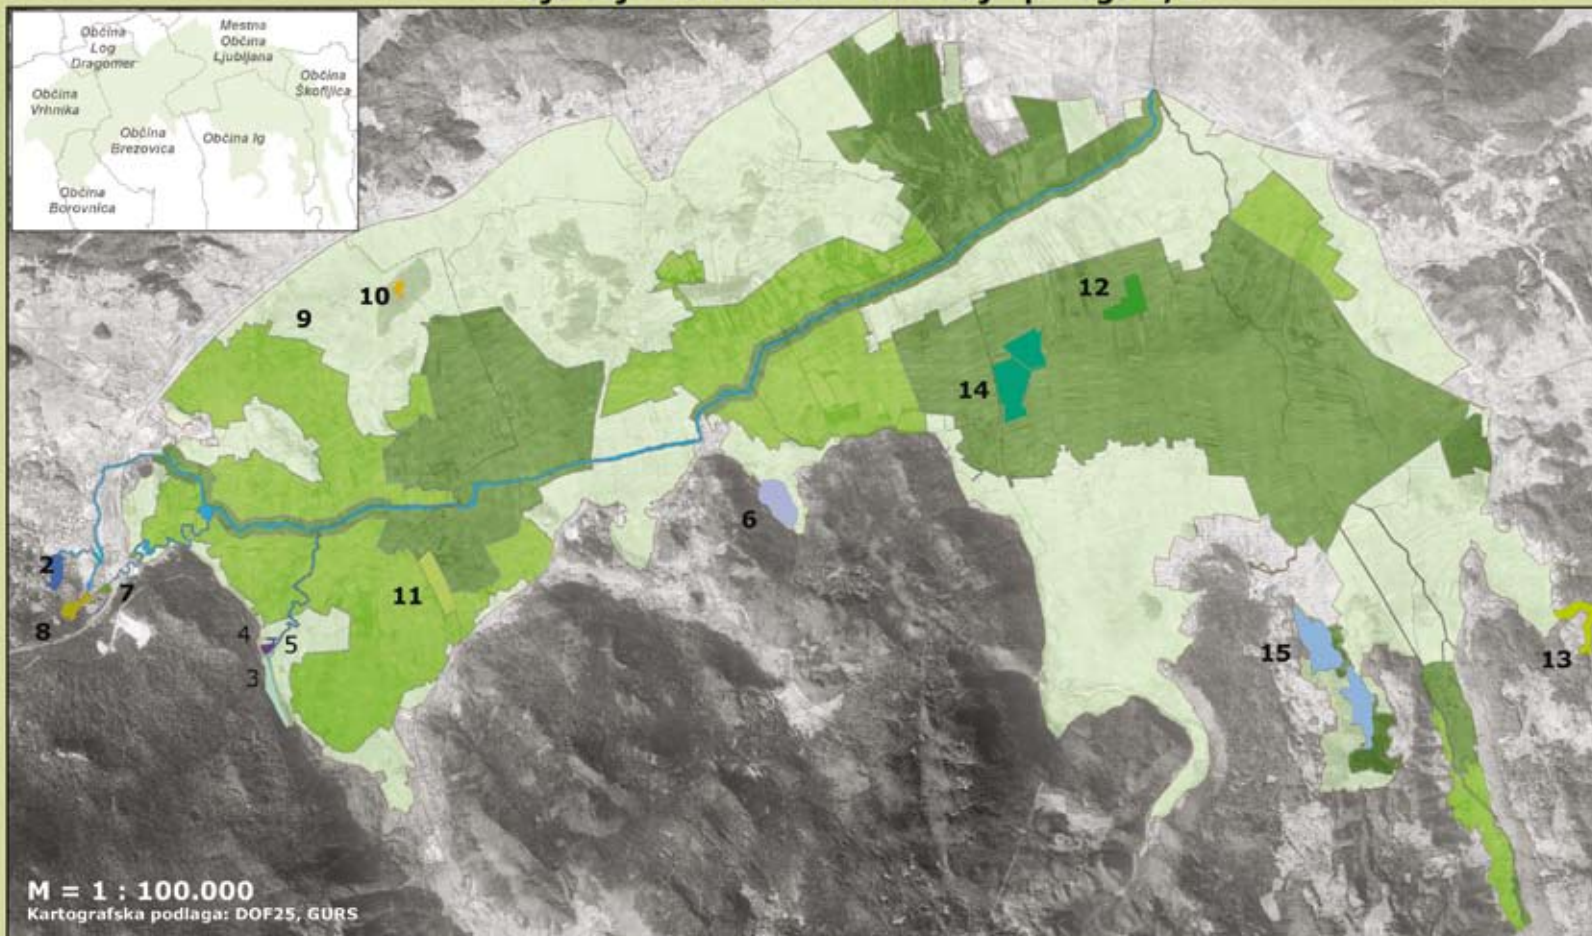 Občina
Log
Dragomer
Mestna
Občina
Ljubljana
Občina
Škofljica
Občina
Vrhnika
Občina
Brezovica
Občina Ig
Občina
Borovnica
10
9
12
14
6
2
7
8
11
4
5
3
15
13
M = 1 : 100.000
Kartografska podlaga: DOF25, GURS